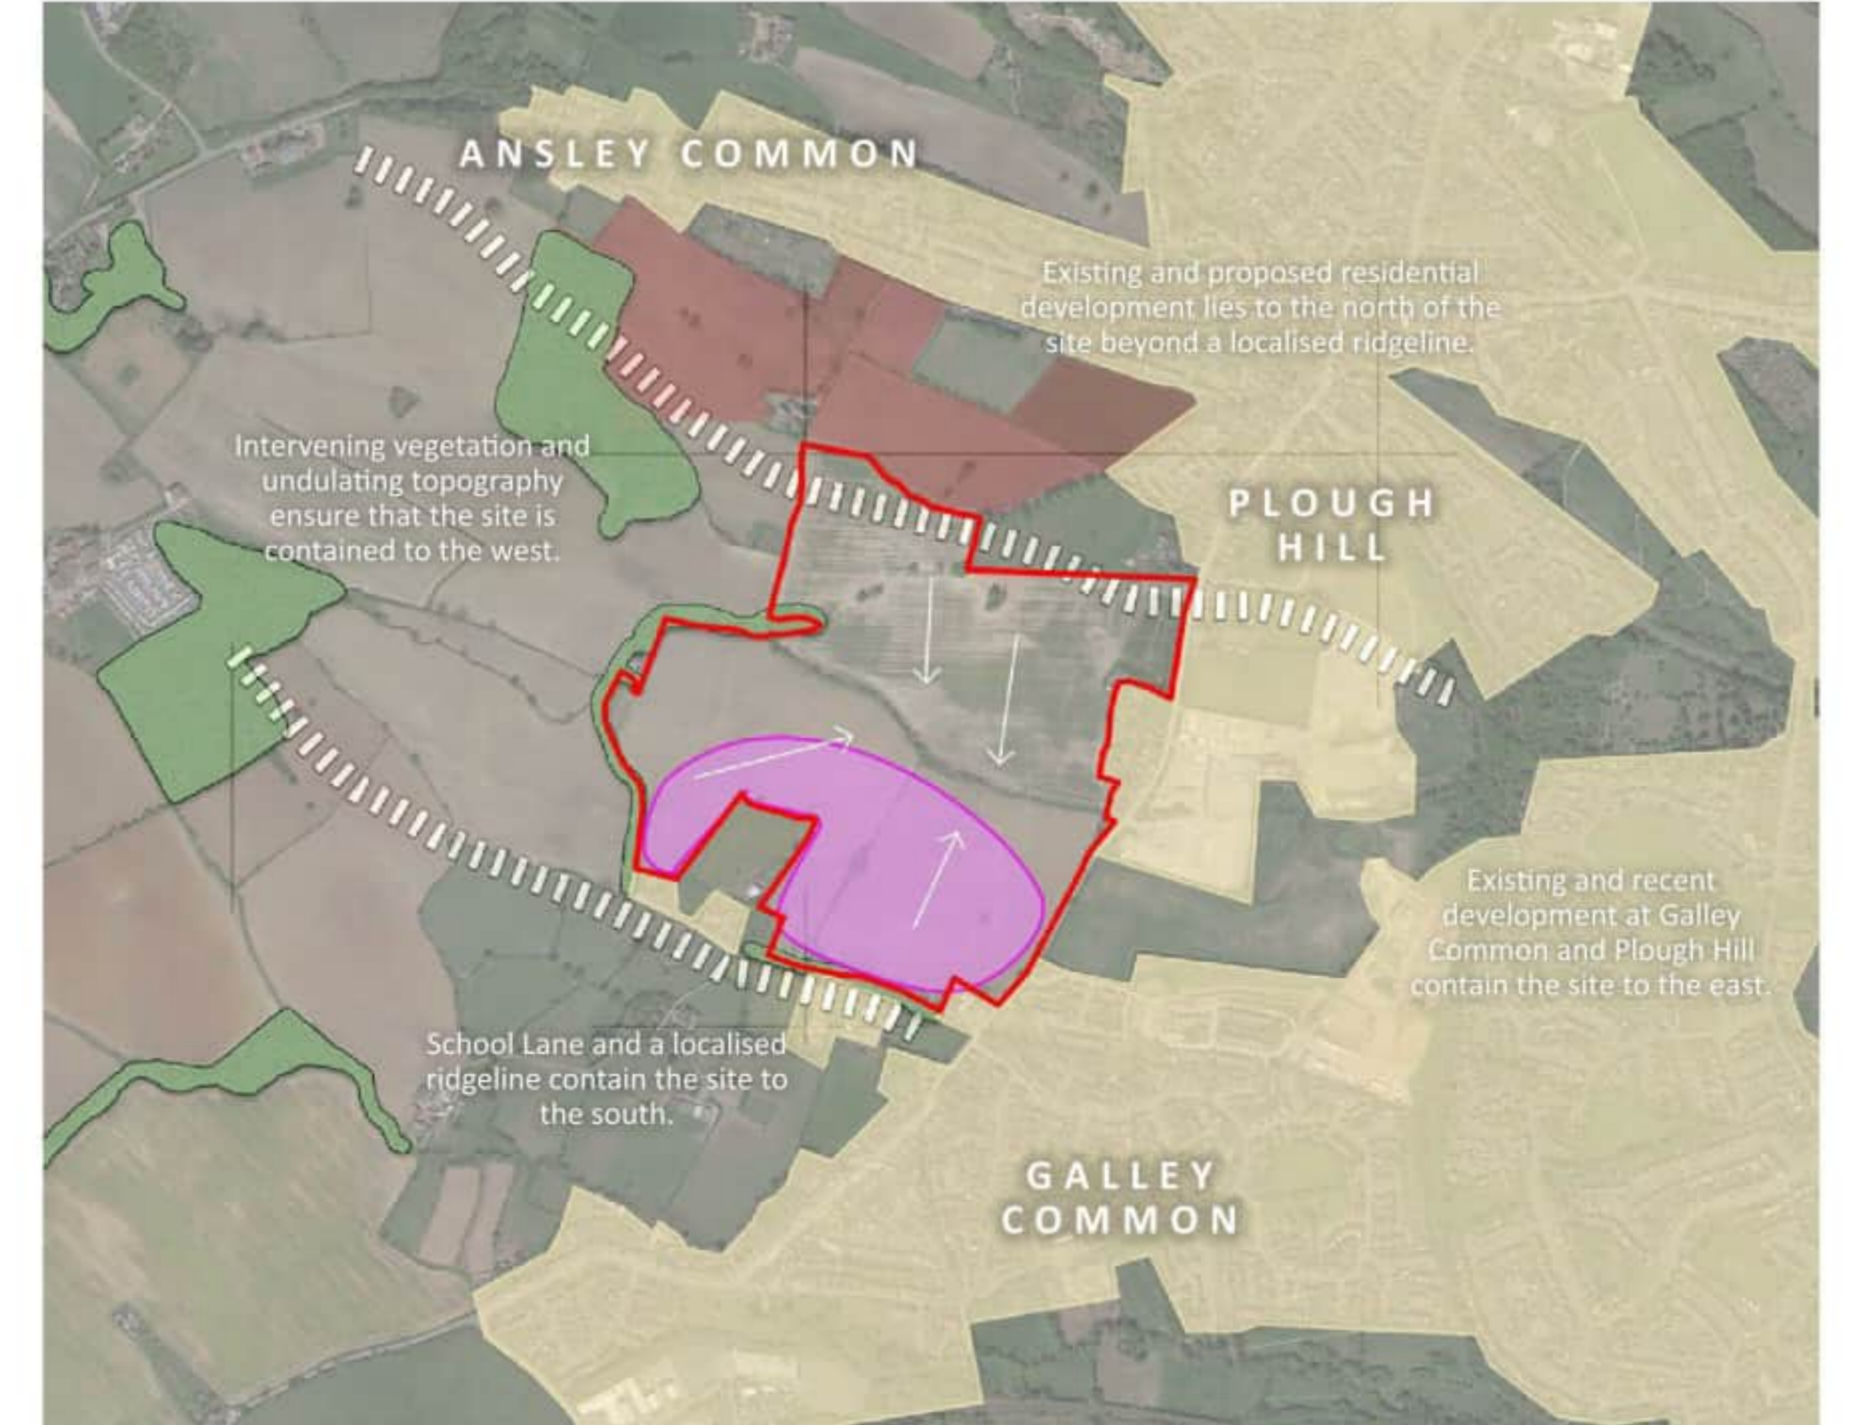 ANSLEY COMMON
Existing and proposed residential
development lies to the north of the
site beyond a localised ridgeline.
Intervening vegetation and
undulating topography
ensure that the site is
contained to the west.
PLOUGH
HILL
Existing and recent
development at Galley
Common and Plough Hill
contain the site to the east.
School Lane and a localised
ridgeline contain the site to
the south.
GALLEY
COMMON